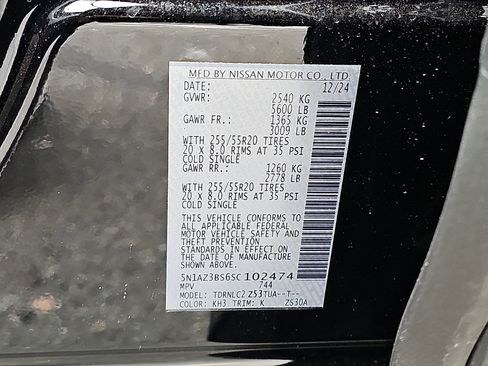 MFD BY NISSAN MOTOR CO., LTD
DATE: 12/24
GVWR: 2540 KG
5600 LB
GAWR FR.: 1365 KG
3009 LB
WITH 255/55R20 TIRES
20 X 8.0 RIMS AT 35 PSI
COLD SINGLE
GAWR RR.: 1260 KG
2778 LB
WITH 255/55R20 TIRES
20 X 8.0 RIMS AT 35 PSI
COLD SINGLE
THIS VEHICLE CONFORMS TO
ALL APPLICABLE FEDERAL
MOTOR VEHICLE SAFETY AND
THEFT PREVENTION
STANDARDS IN EFFECT ON
THE DATE OF MANUFACTURE
SHOWN ABOVE.
5N1AZ3BS6SC102474
MPV 744
MODEL: TDRNLC2 Z53TUA--T--
COLOR: KH3 TRIM: K ZS30A